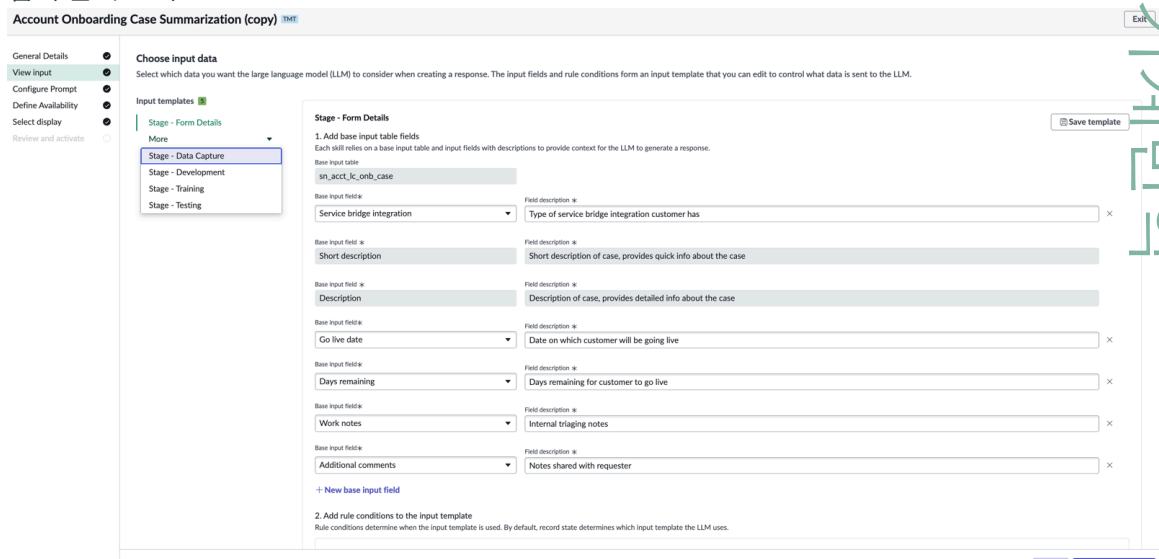 Account Onboarding Case Summarization (copy) TMT
Exit
General Details
View input
Configure Prompt
Define Availability
Select display
Review and activate
Choose input data
Select which data you want the large language model (LLM) to consider when creating a response. The input fields and rule conditions form an input template that you can edit to control what data is sent to the LLM.
Input templates 5
Stage - Form Details
More
Stage - Data Capture
Stage - Development
Stage - Training
Stage - Testing
Stage - Form Details
Save template
1. Add base input table fields
Each skill relies on a base input table and input fields with descriptions to provide context for the LLM to generate a response.
Base input table
sn_acct_lc_onb_case
Base input field* Field description *
Service bridge integration Type of service bridge integration customer has
Base input field * Field description *
Short description Short description of case, provides quick info about the case
Base input field * Field description *
Description Description of case, provides detailed info about the case
Base input field* Field description *
Go live date Date on which customer will be going live
Base input field* Field description *
Days remaining Days remaining for customer to go live
Base input field* Field description *
Work notes Internal triaging notes
Base input field* Field description *
Additional comments Notes shared with requester
+ New base input field
2. Add rule conditions to the input template
Rule conditions determine when the input template is used. By default, record state determines which input template the LLM uses.